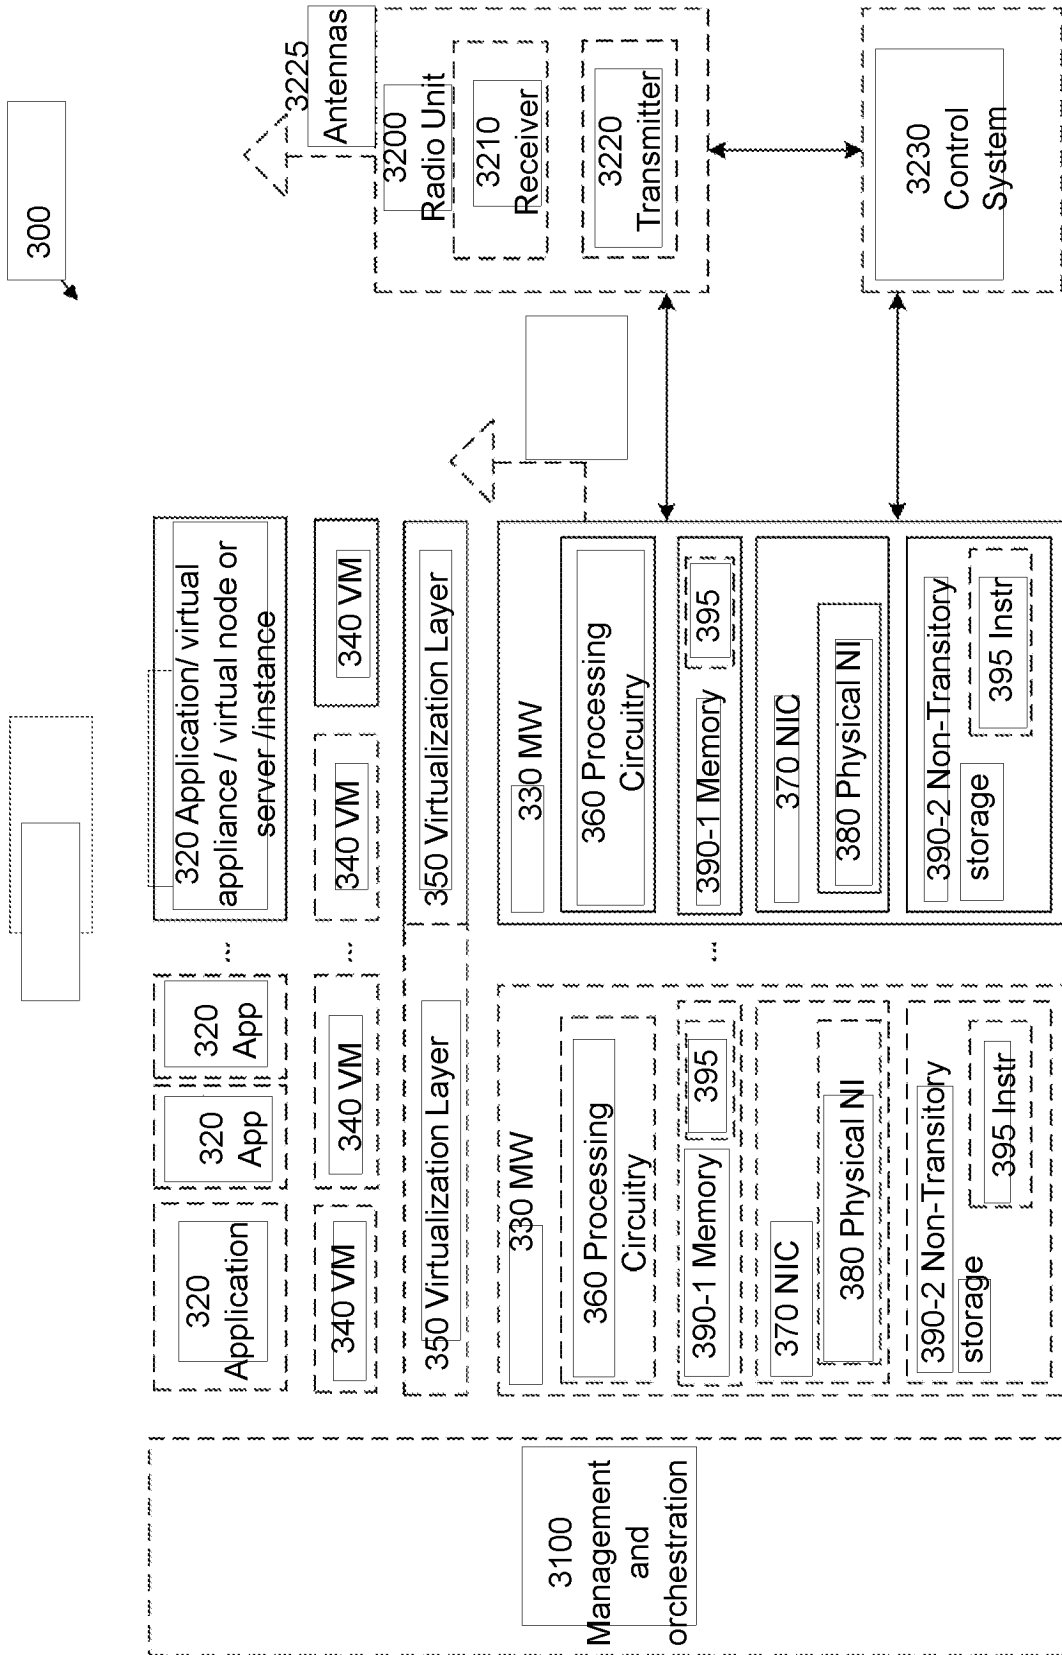 300
3225
Antennas
3200
Radio Unit
3210
Receiver
3220
Transmitter
3230
Control
System
320 Application/ virtual
appliance / virtual node or
server /instance
340 VM
340 VM
350 Virtualization Layer
330 MW
360 Processing
Circuitry
390-1 Memory
395
370 NIC
380 Physical NI
390-2 Non-Transitory
storage
395 Instr
...
...
...
320
App
320
App
320
Application
340 VM
340 VM
350 Virtualization Layer
330 MW
360 Processing
Circuitry
390-1 Memory
395
370 NIC
380 Physical NI
390-2 Non-Transitory
storage
395 Instr
3100
Management
and
orchestration